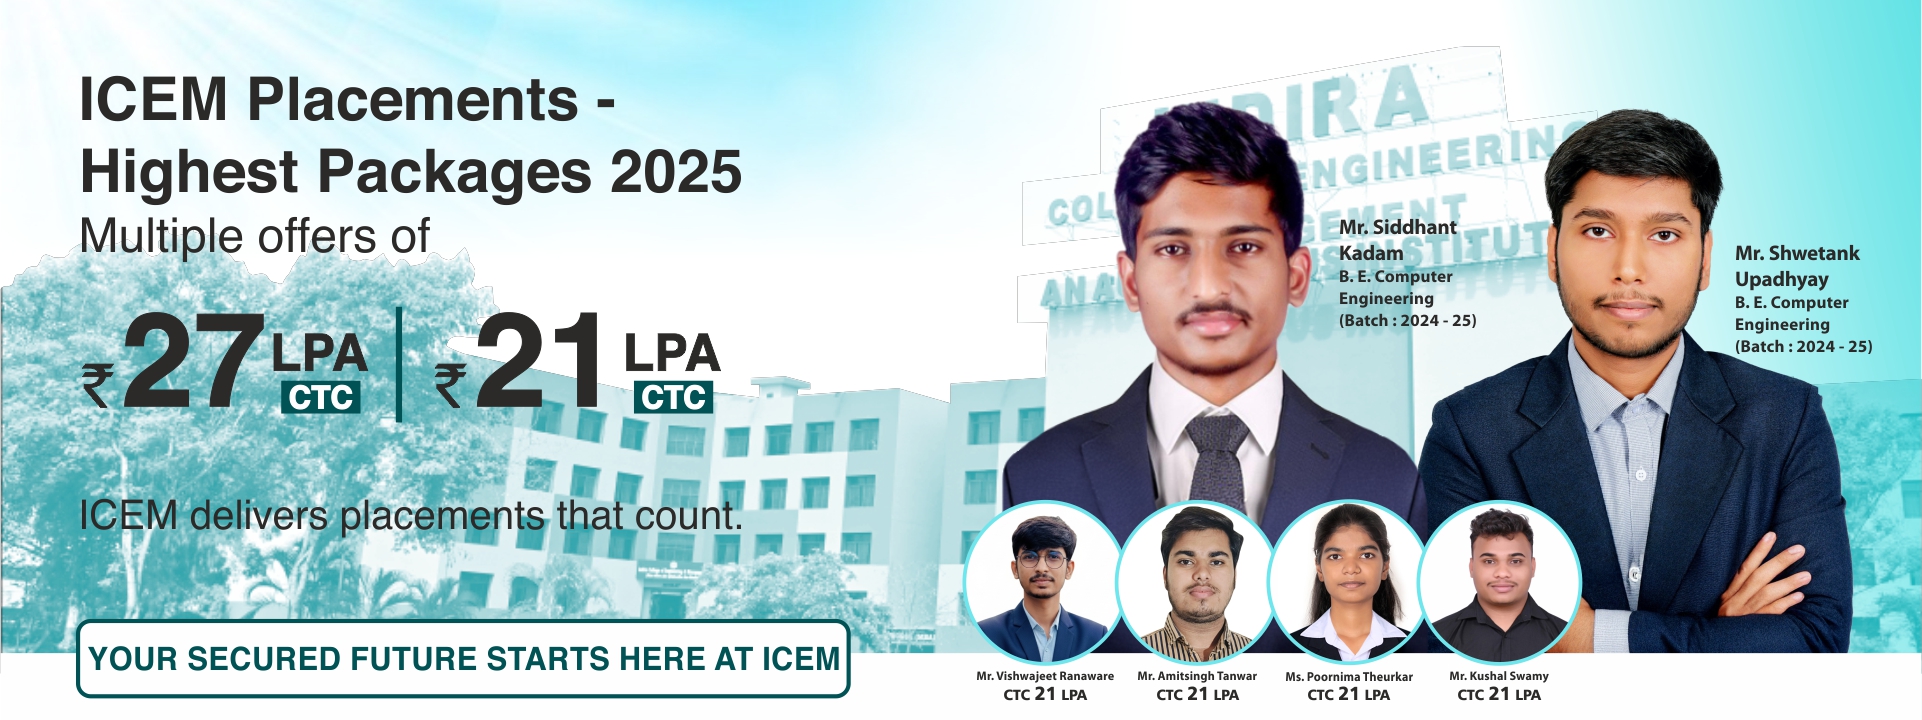 ICEM Placements -
Highest Packages 2025
Multiple offers of
₹27 LPA CTC | ₹21 LPA CTC
ICEM delivers placements that count.
YOUR SECURED FUTURE STARTS HERE AT ICEM
ENGINEERING
Mr. Siddhant
Kadam
B. E. Computer
Engineering
(Batch : 2024 - 25)
Mr. Shwetank
Upadhyay
B. E. Computer
Engineering
(Batch : 2024 - 25)
Mr. Vishwajeet Ranaware
CTC 21 LPA
Mr. Amitsingh Tanwar
CTC 21 LPA
Ms. Poornima Theurkar
CTC 21 LPA
Mr. Kushal Swamy
CTC 21 LPA